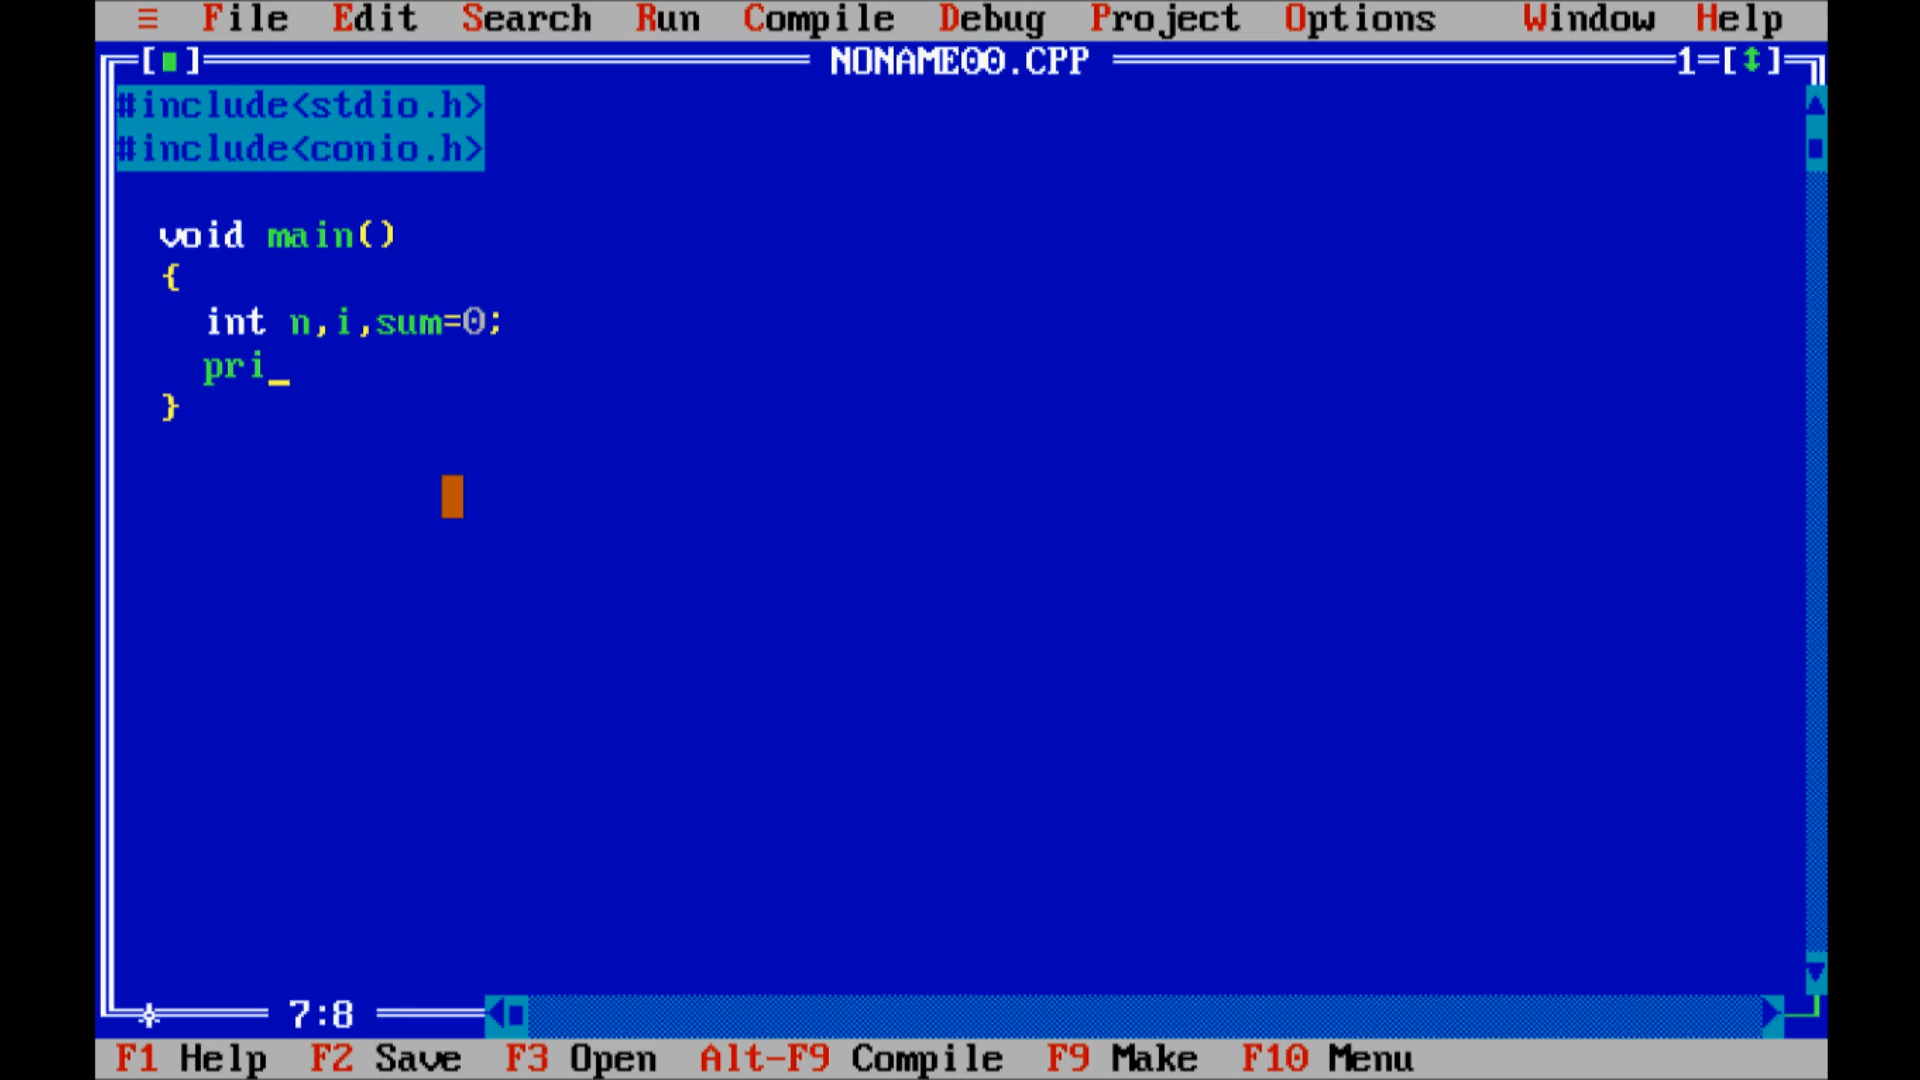 ≡ File Edit Search Run Compile Debug Project Options Window Help
[■] NONAME00.CPP 1=[↕]
#include<stdio.h>
#include<conio.h>
void main()
{
int n,i,sum=0;
pri_
}
7:8
F1 Help F2 Save F3 Open Alt-F9 Compile F9 Make F10 Menu